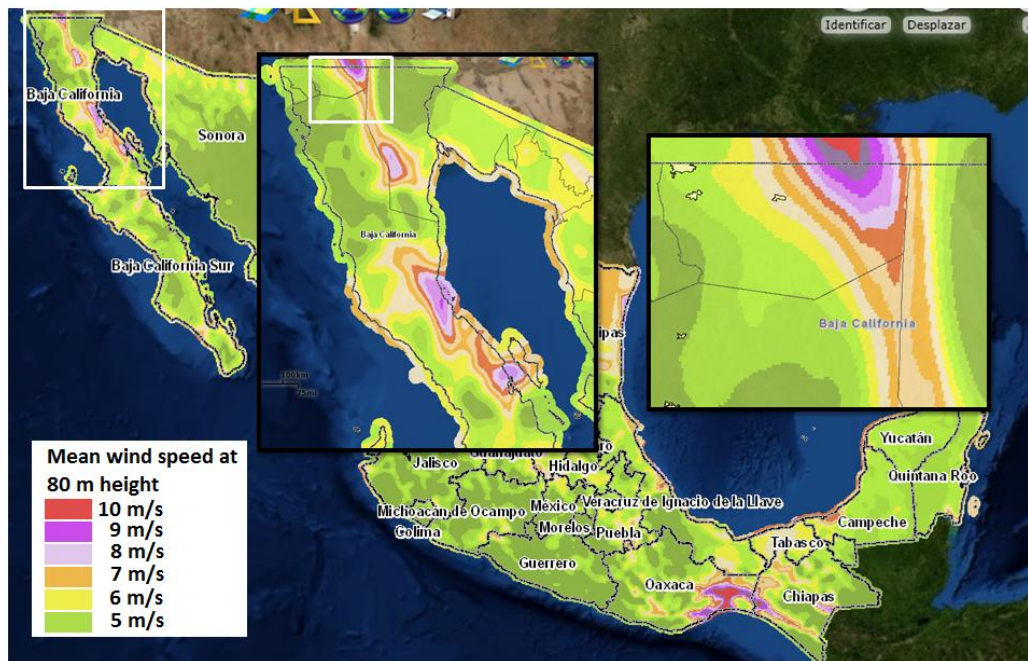 Identificar
Desplazar
Baja California
Sonora
Baja California Sur
Baja California
100km
Baja California
Yucatán
Quintana Roo
Campeche
Tabasco
Chiapas
Jalisco
Hidalgo
Michoacán de Ocampo
México
Veracruz de Ignacio de la Llave
Colima
Morelos
Puebla
Guerrero
Oaxaca
Mean wind speed at
80 m height
10 m/s
9 m/s
8 m/s
7 m/s
6 m/s
5 m/s